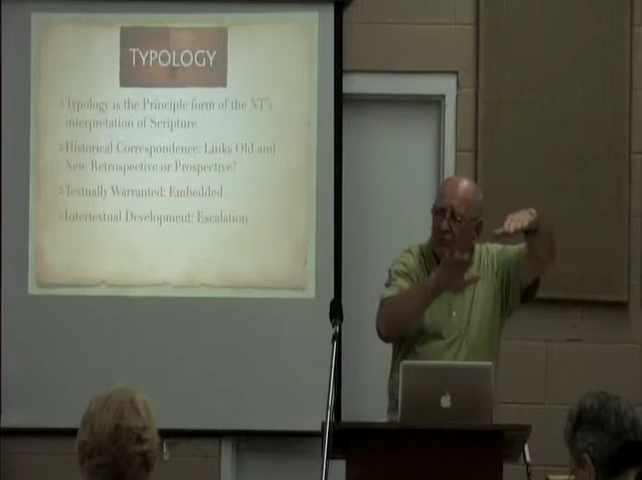 TYPOLOGY
Typology is the Principle form of the NT's
interpretation of Scripture
Historical Correspondence: Links Old and
New. Retrospective or Prospective?
Textually Warranted: Embedded
Intertextual Development: Escalation